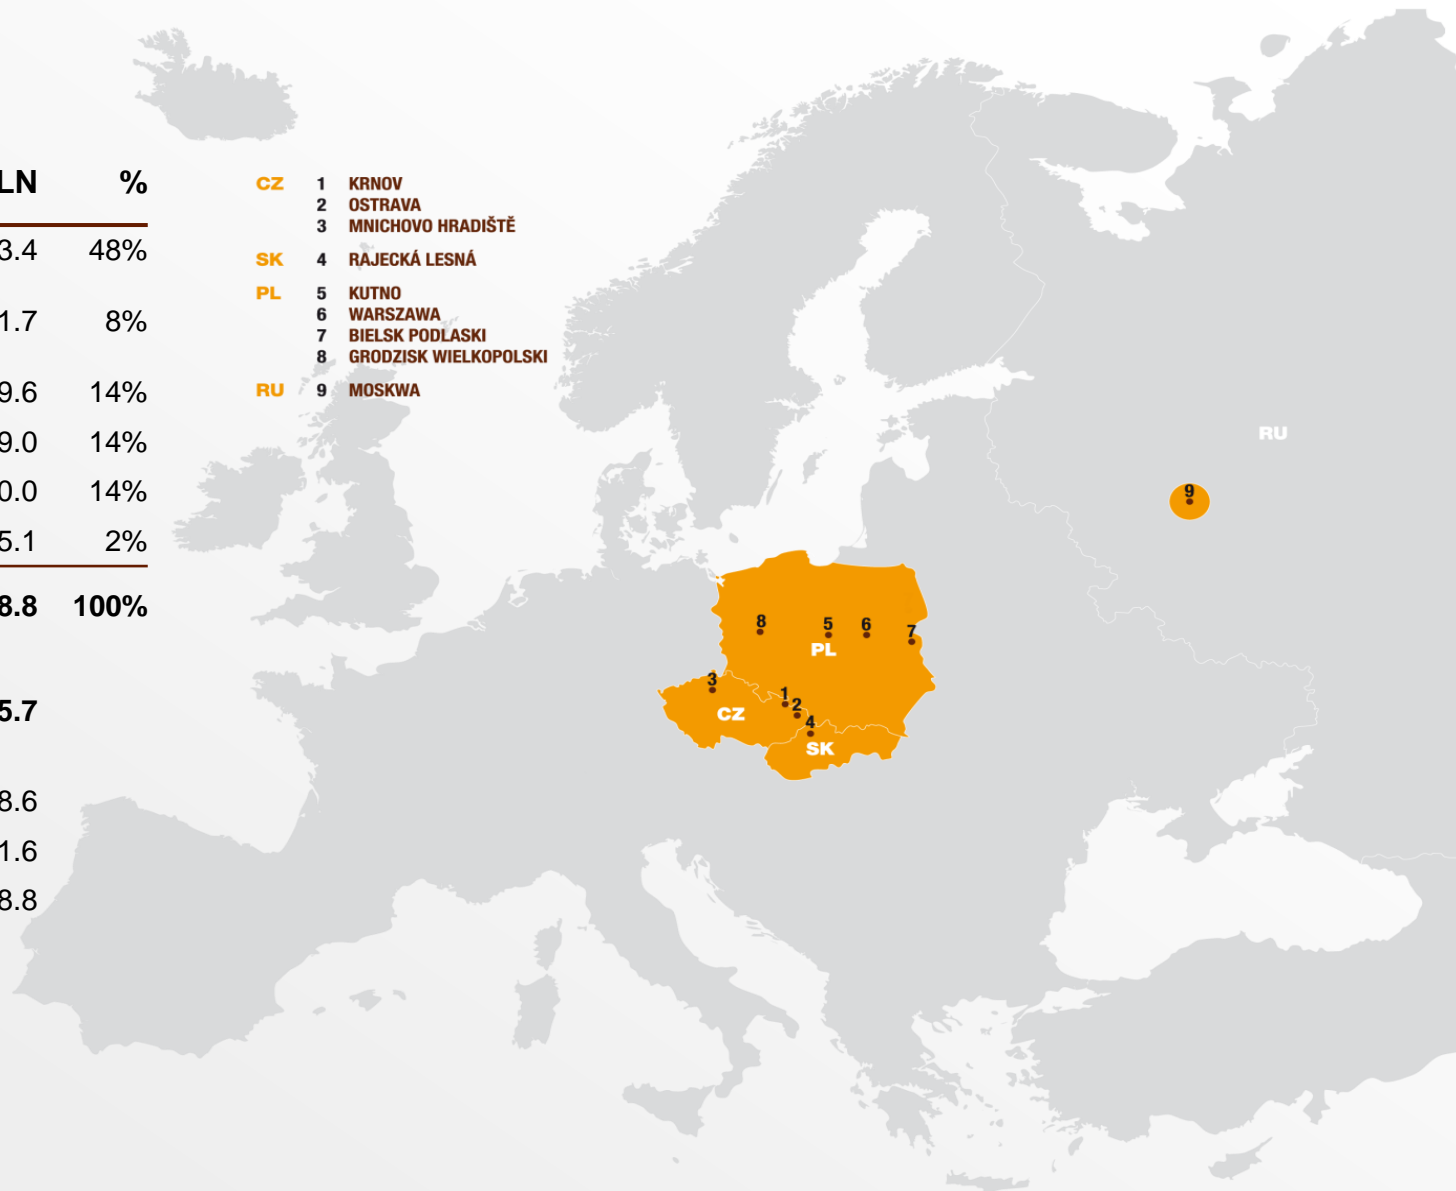 LN %
3.4 48%
1.7 8%
9.6 14%
9.0 14%
0.0 14%
5.1 2%
8.8 100%
5.7
8.6
1.6
8.8
CZ 1 KRNOV
2 OSTRAVA
3 MNICHOVO HRADIŠTĚ
SK 4 RAJECKÁ LESNÁ
PL 5 KUTNO
6 WARSZAWA
7 BIELSK PODLASKI
8 GRODZISK WIELKOPOLSKI
RU 9 MOSKWA
RU
9
8 5 6 7
PL
3
1
2
CZ
4
SK